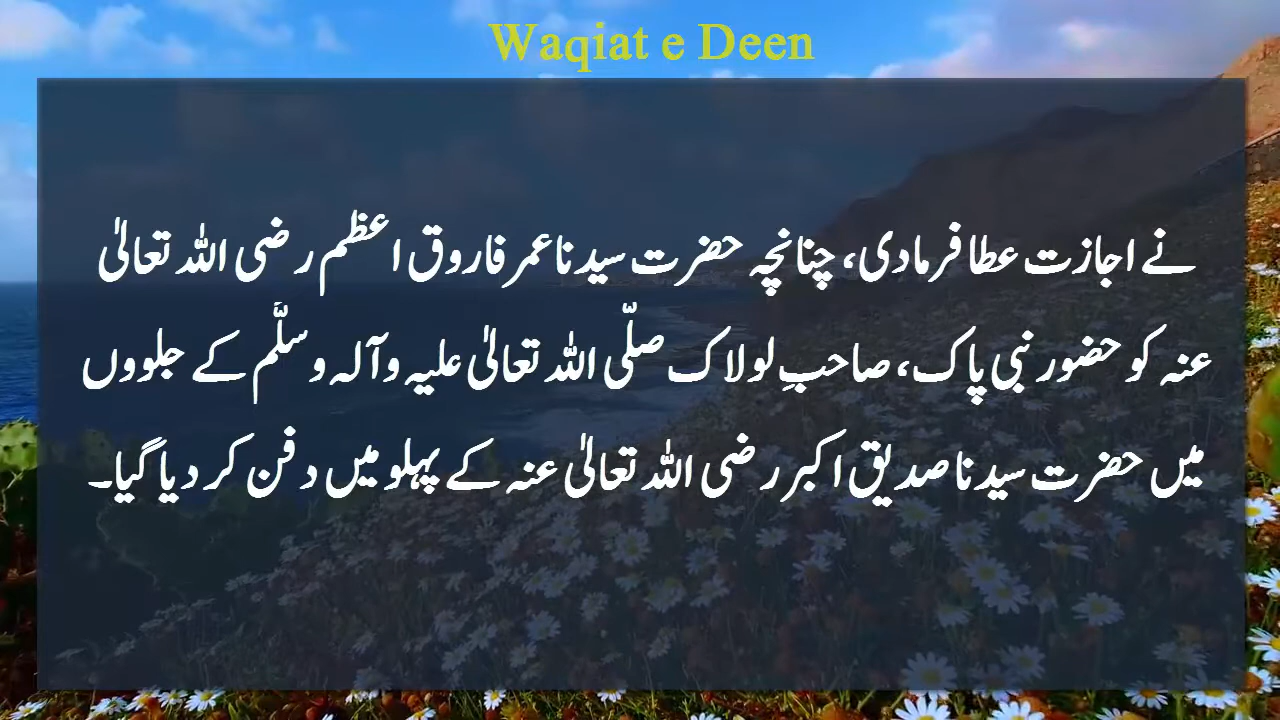 Waqiat e Deen
نے اجازت عطا فرمادی، چنانچہ حضرت سیدنا عمر فاروق اعظم رضی اللہ تعالیٰ
عنہ کو حضور نبی پاک، صاحبِ لولاک صلّی اللہ تعالیٰ علیہ وآلہ وسلَّم کے جلووں
میں حضرت سیدنا صدیق اکبر رضی اللہ تعالیٰ عنہ کے پہلو میں دفن کر دیا گیا۔